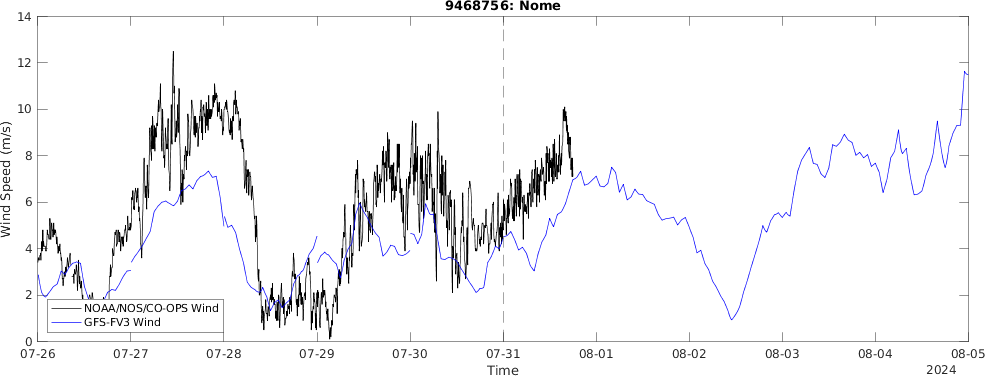 9468756: Nome
14
12
10
8
6
4
2
0
Wind Speed (m/s)
NOAA/NOS/CO-OPS Wind
GFS-FV3 Wind
07-26 07-27 07-28 07-29 07-30 07-31 08-01 08-02 08-03 08-04 08-05
Time
2024